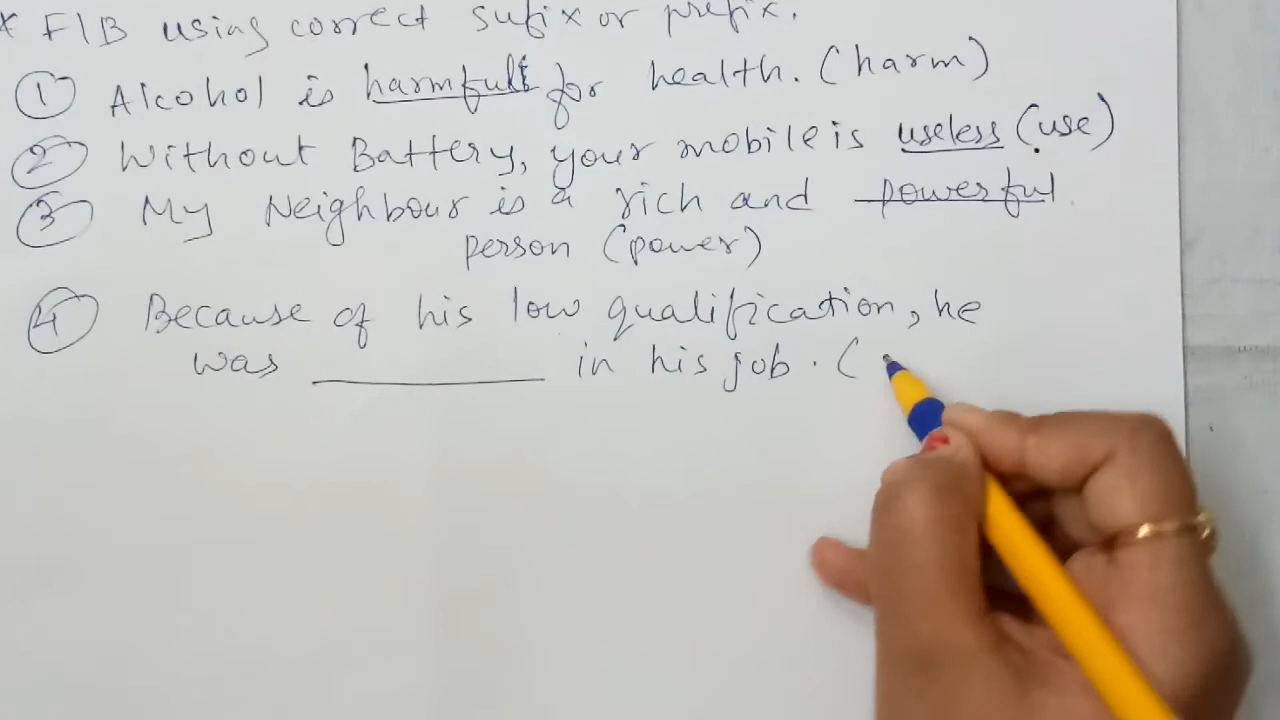 * FIB using correct sufix or prefix.
① Alcohol is harmful for health. (harm)
② Without Battery, your mobile is useless (use)
③ My Neighbour is a rich and powerful
person (power)
④ Because of his low qualification, he
was __________ in his job. (